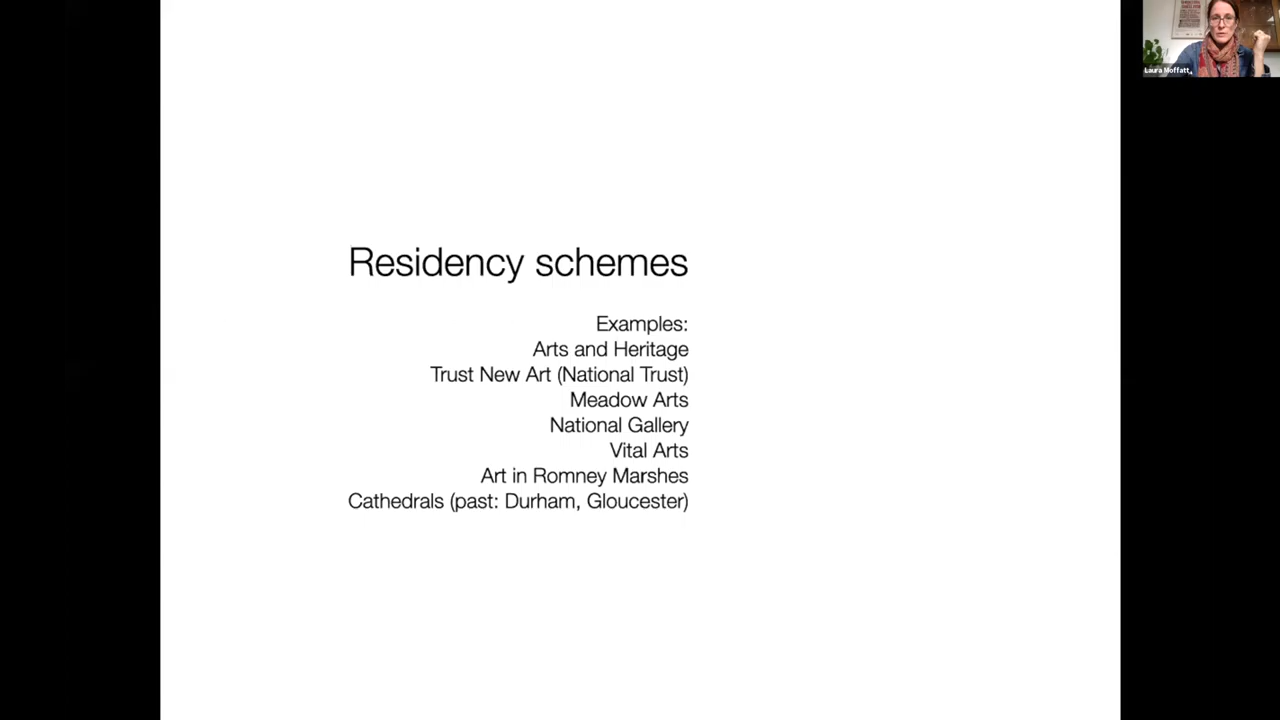 Residency schemes
Examples:
Arts and Heritage
Trust New Art (National Trust)
Meadow Arts
National Gallery
Vital Arts
Art in Romney Marshes
Cathedrals (past: Durham, Gloucester)
Laura Moffatt